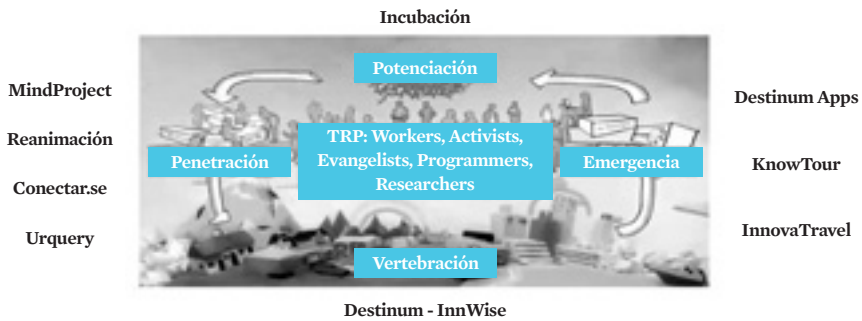 Incubación
Potenciación
MindProject
Reanimación
Conectar.se
Urquery
Penetración
TRP: Workers, Activists,
Evangelists, Programmers,
Researchers
Emergencia
Destinum Apps
KnowTour
InnovaTravel
Vertebración
Destinum - InnWise